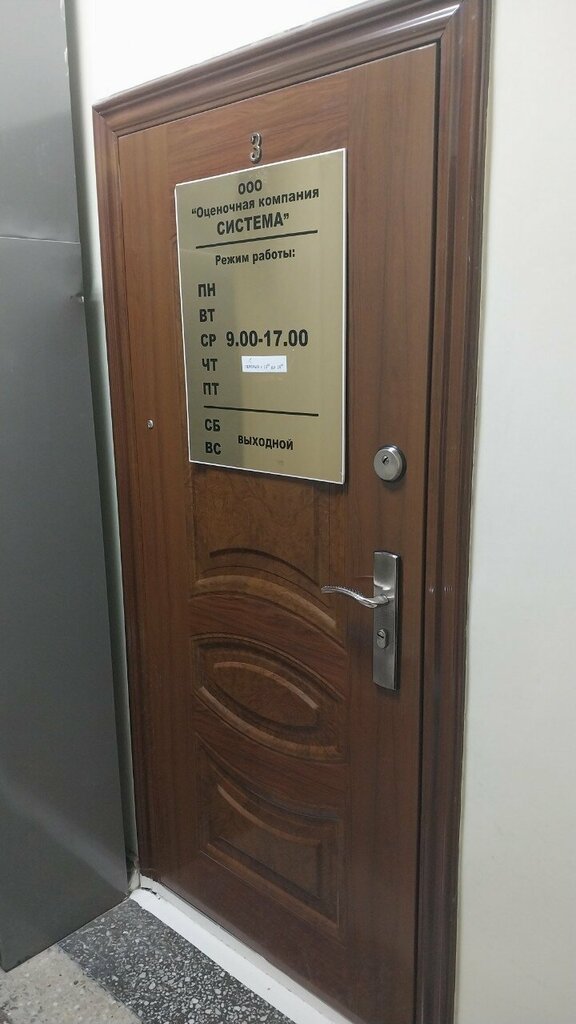 3
ООО
“Оценочная компания
СИСТЕМА”
Режим работы:
ПН
ВТ
СР 9.00-17.00
ЧТ
ПТ
СБ
ВС выходной